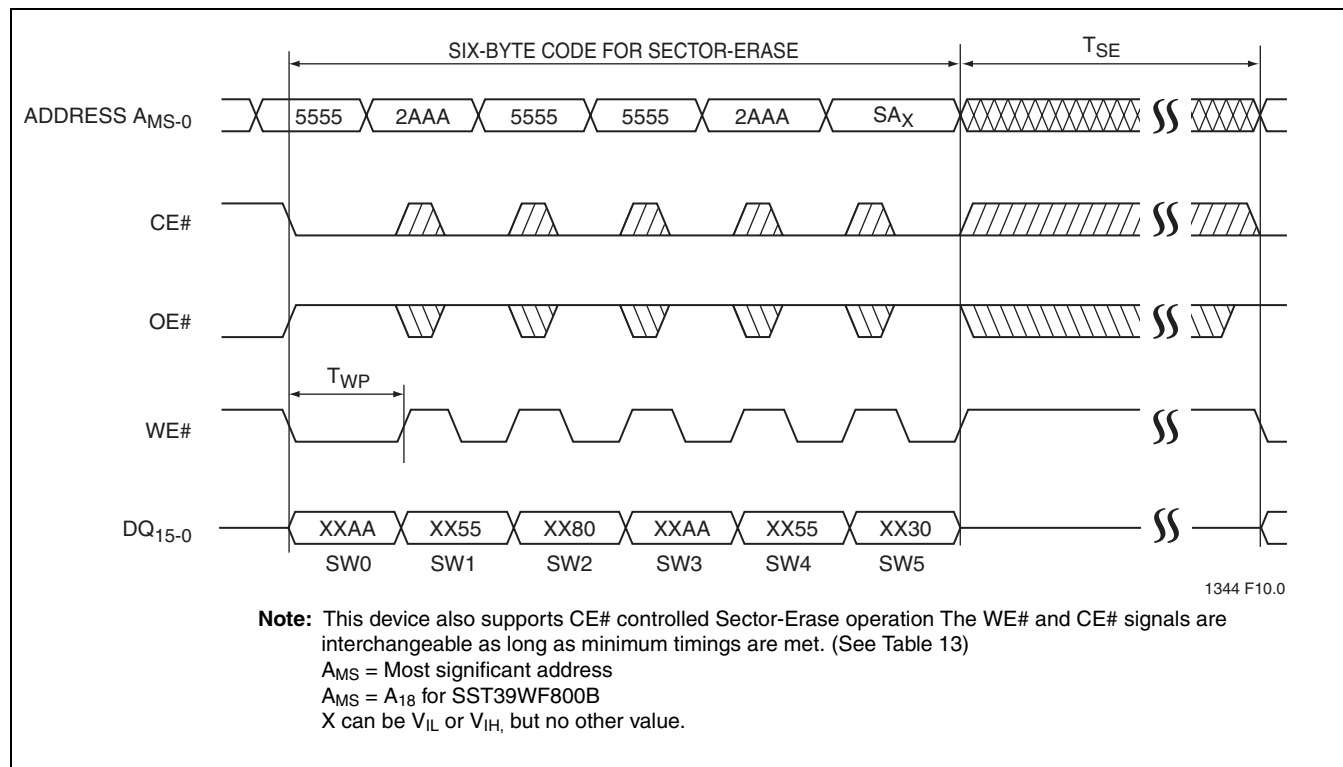 SIX-BYTE CODE FOR SECTOR-ERASE
TSE
ADDRESS AMS-0
5555 2AAA 5555 5555 2AAA SAX
CE#
OE#
TWP
WE#
DQ15-0
XXAA XX55 XX80 XXAA XX55 XX30
SW0 SW1 SW2 SW3 SW4 SW5
1344 F10.0
Note: This device also supports CE# controlled Sector-Erase operation The WE# and CE# signals are
interchangeable as long as minimum timings are met. (See Table 13)
AMS = Most significant address
AMS = A18 for SST39WF800B
X can be VIL or VIH, but no other value.